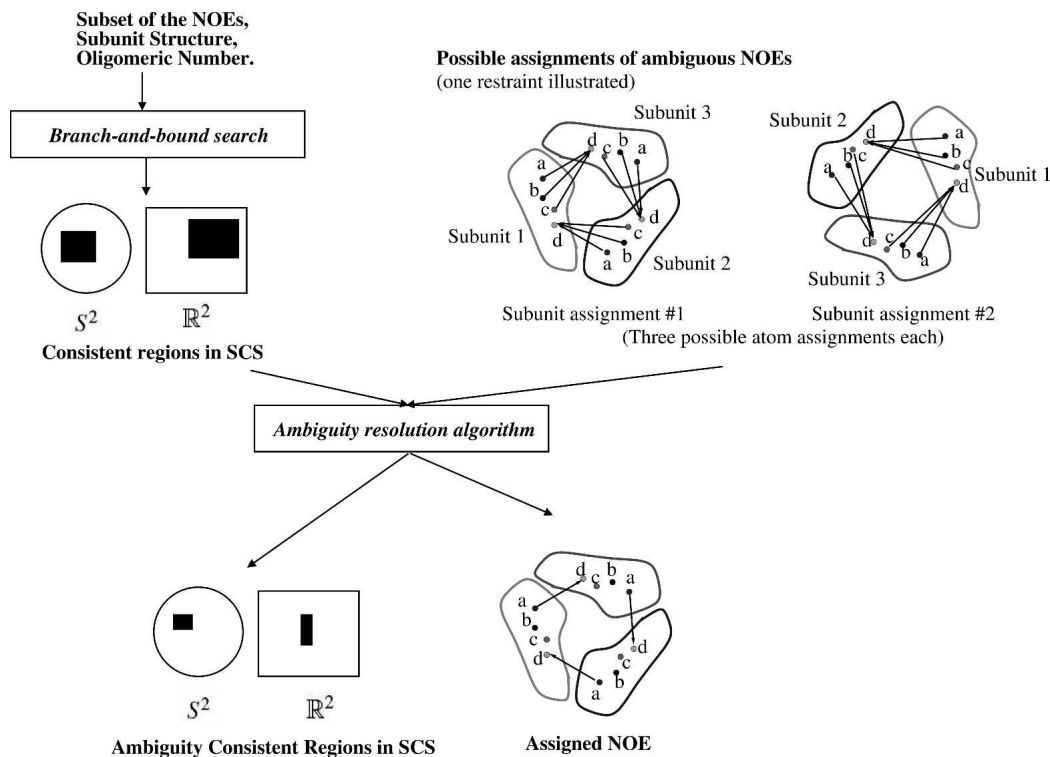 Subset of the NOEs,
Subunit Structure,
Oligomeric Number.
Branch-and-bound search
S²
ℝ²
Consistent regions in SCS
Possible assignments of ambiguous NOEs
(one restraint illustrated)
Subunit 3
d
c
b
a
a
b
c
d
Subunit 1
d
c
b
a
Subunit 2
Subunit assignment #1
Subunit 2
d
b
c
a
a
b
c
d
Subunit 1
d
c
b
a
Subunit 3
Subunit assignment #2
(Three possible atom assignments each)
Ambiguity resolution algorithm
S²
ℝ²
Ambiguity Consistent Regions in SCS
d
c
b
a
a
b
c
d
d
c
b
a
Assigned NOE